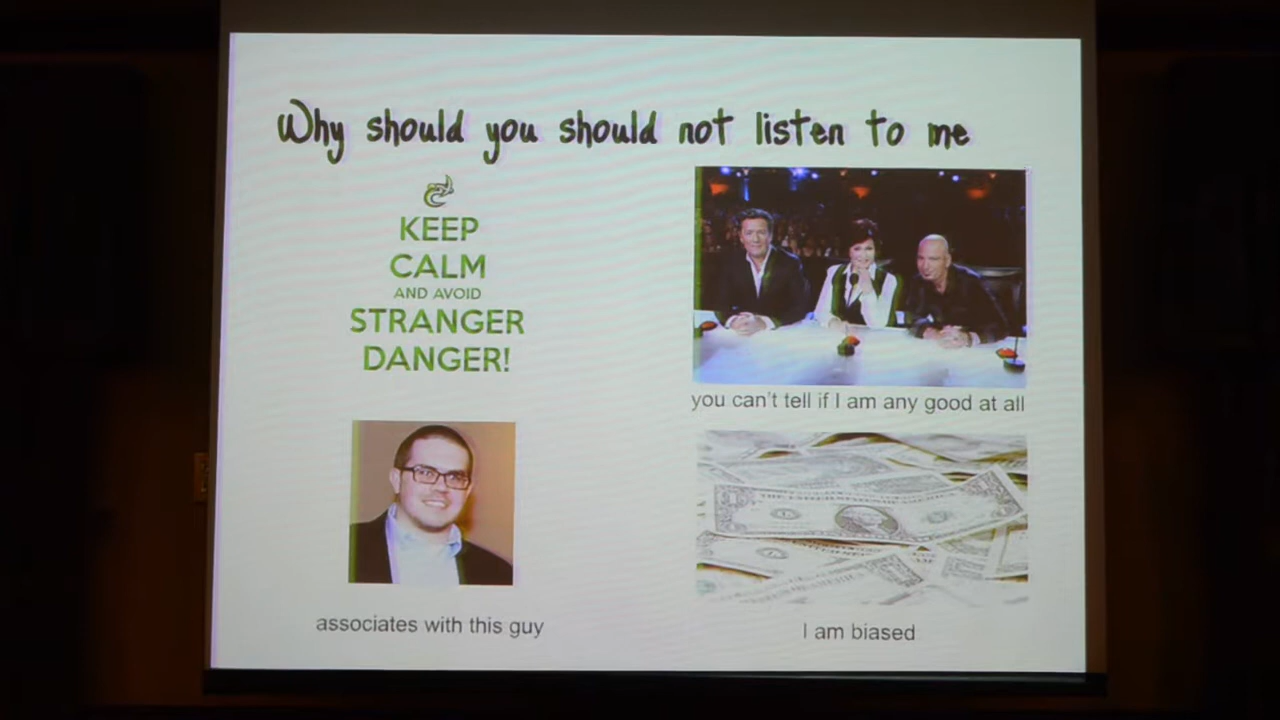 Why should you should not listen to me
KEEP
CALM
AND AVOID
STRANGER
DANGER!
you can't tell if I am any good at all
associates with this guy
I am biased